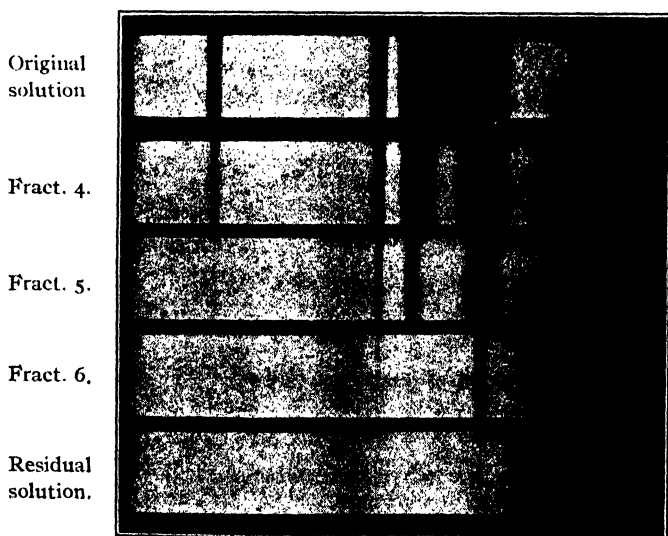 Original
solution
Fract. 4.
Fract. 5.
Fract. 6.
Residual
solution.